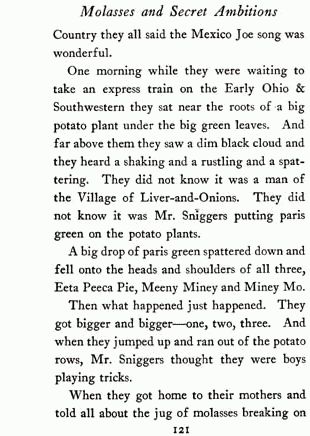 Molasses and Secret Ambitions
Country they all said the Mexico Joe song was
wonderful.
One morning while they were waiting to
take an express train on the Early Ohio &
Southwestern they sat near the roots of a big
potato plant under the big green leaves. And
far above them they saw a dim black cloud and
they heard a shaking and a rustling and a spat-
tering. They did not know it was a man of
the Village of Liver-and-Onions. They did
not know it was Mr. Sniggers putting paris
green on the potato plants.
A big drop of paris green spattered down and
fell onto the heads and shoulders of all three,
Eeta Peeca Pie, Meeny Miney and Miney Mo.
Then what happened just happened. They
got bigger and bigger—one, two, three. And
when they jumped up and ran out of the potato
rows, Mr. Sniggers thought they were boys
playing tricks.
When they got home to their mothers and
told all about the jug of molasses breaking on
121